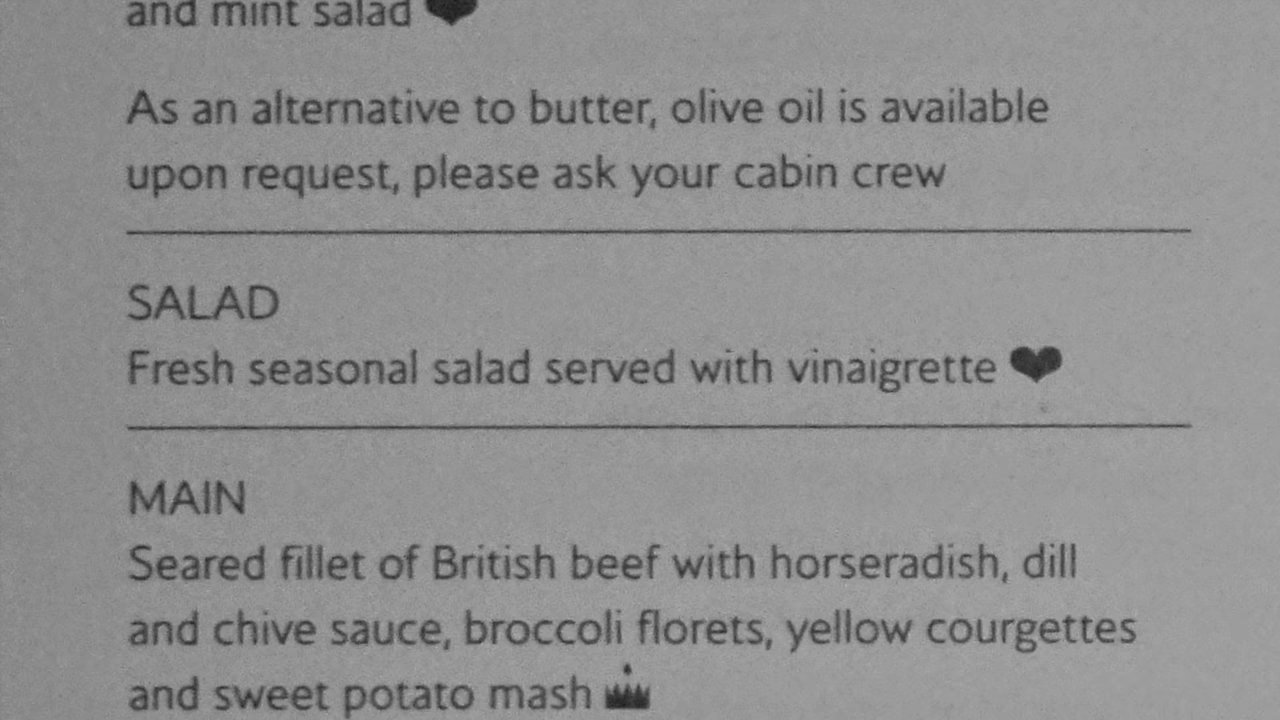 and mint salad
As an alternative to butter, olive oil is available
upon request, please ask your cabin crew
SALAD
Fresh seasonal salad served with vinaigrette
MAIN
Seared fillet of British beef with horseradish, dill
and chive sauce, broccoli florets, yellow courgettes
and sweet potato mash